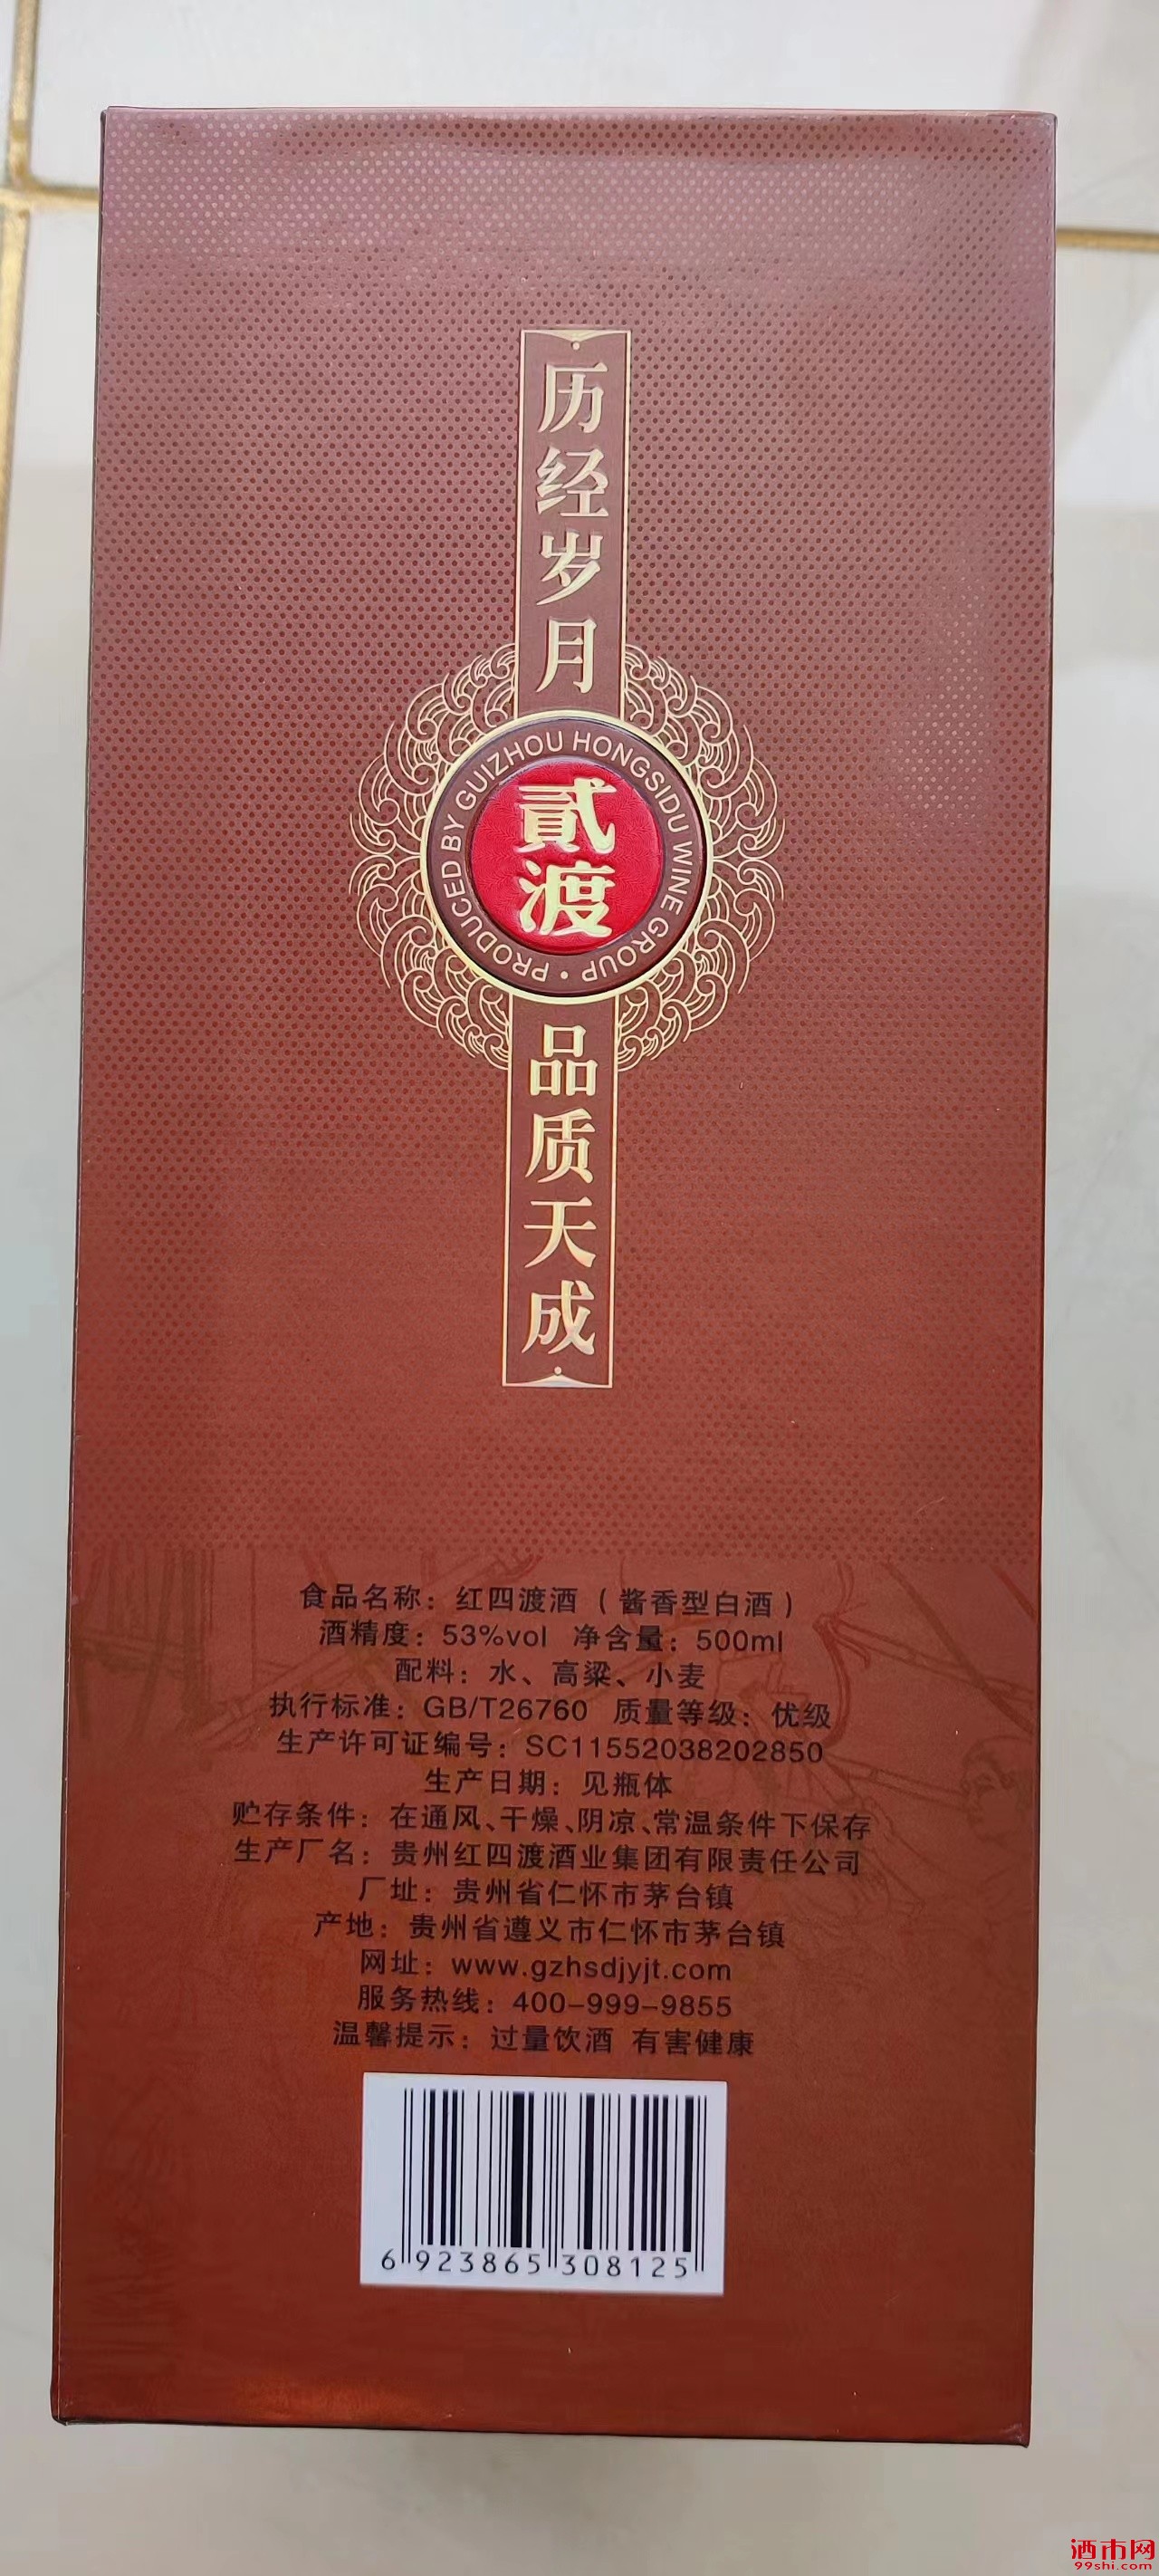 历经岁月
PRODUCED BY GUIZHOU HONGSIDU WINE GROUP ·
貳渡
品质天成
食品名称：红四渡酒（酱香型白酒）
酒精度：53%vol 净含量：500ml
配料：水、高粱、小麦
执行标准：GB/T26760 质量等级：优级
生产许可证编号：SC11552038202850
生产日期：见瓶体
贮存条件：在通风、干燥、阴凉、常温条件下保存
生产厂名：贵州红四渡酒业集团有限责任公司
厂址：贵州省仁怀市茅台镇
产地：贵州省遵义市仁怀市茅台镇
网址：www.gzhsdjyjt.com
服务热线：400-999-9855
温馨提示：过量饮酒 有害健康
6 923865 308125
酒市网
99shi.com